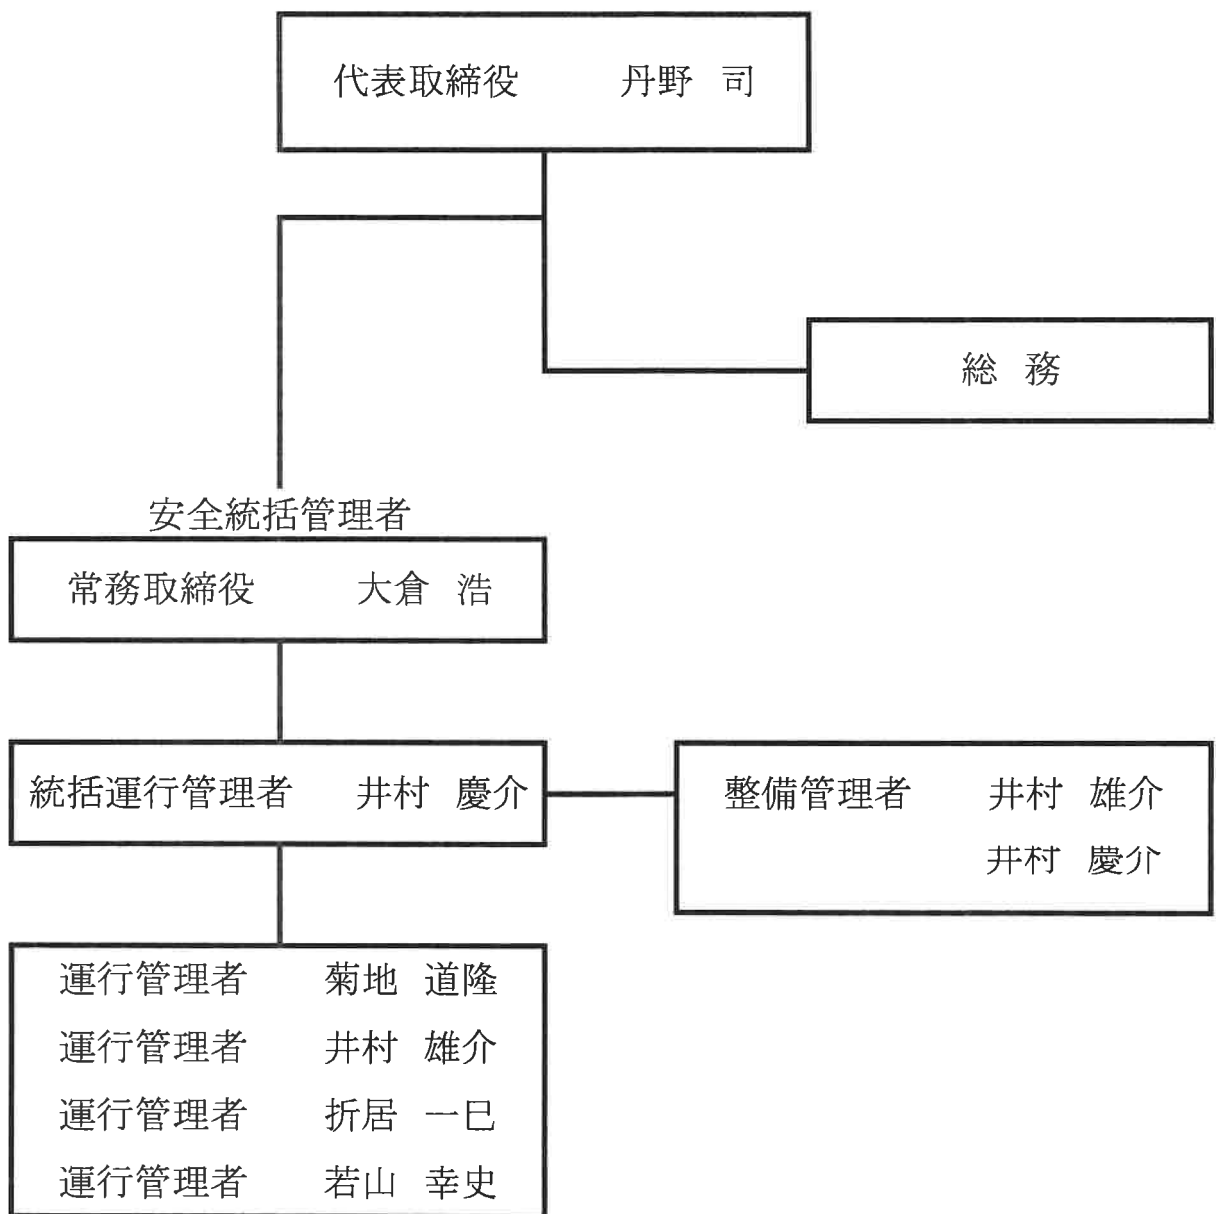 代表取締役 丹野 司
総 務
安全統括管理者
常務取締役 大倉 浩
統括運行管理者 井村 慶介
整備管理者 井村 雄介
井村 慶介
運行管理者 菊地 道隆
運行管理者 井村 雄介
運行管理者 折居 一巳
運行管理者 若山 幸史